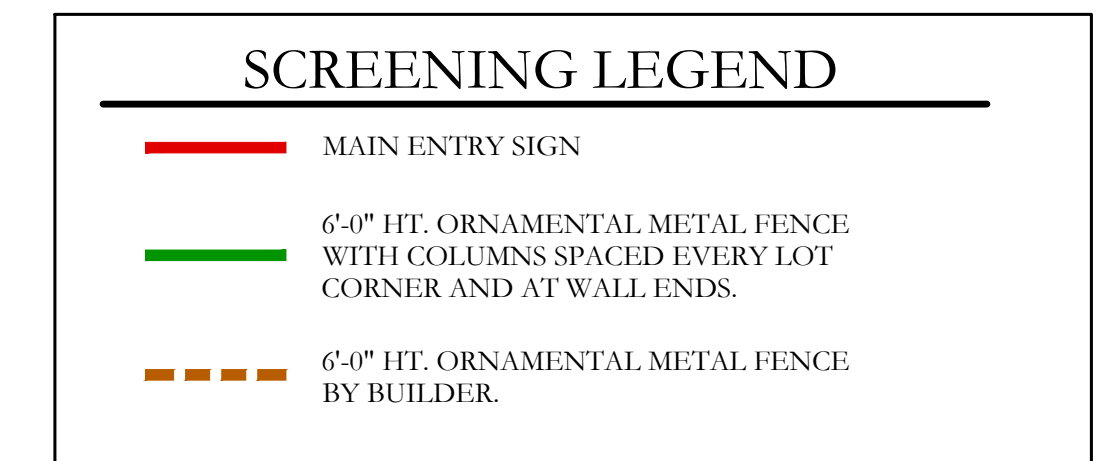 SCREENING LEGEND
MAIN ENTRY SIGN
6'-0" HT. ORNAMENTAL METAL FENCE
WITH COLUMNS SPACED EVERY LOT
CORNER AND AT WALL ENDS.
6'-0" HT. ORNAMENTAL METAL FENCE
BY BUILDER.